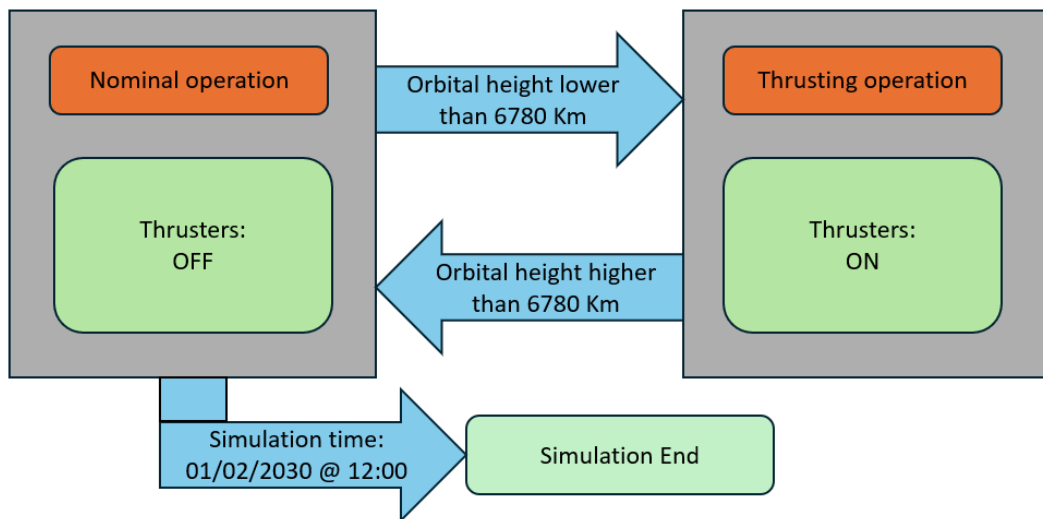 Nominal operation
Orbital height lower
than 6780 Km
Thrusting operation
Thrusters:
OFF
Orbital height higher
than 6780 Km
Thrusters:
ON
Simulation time:
01/02/2030 @ 12:00
Simulation End